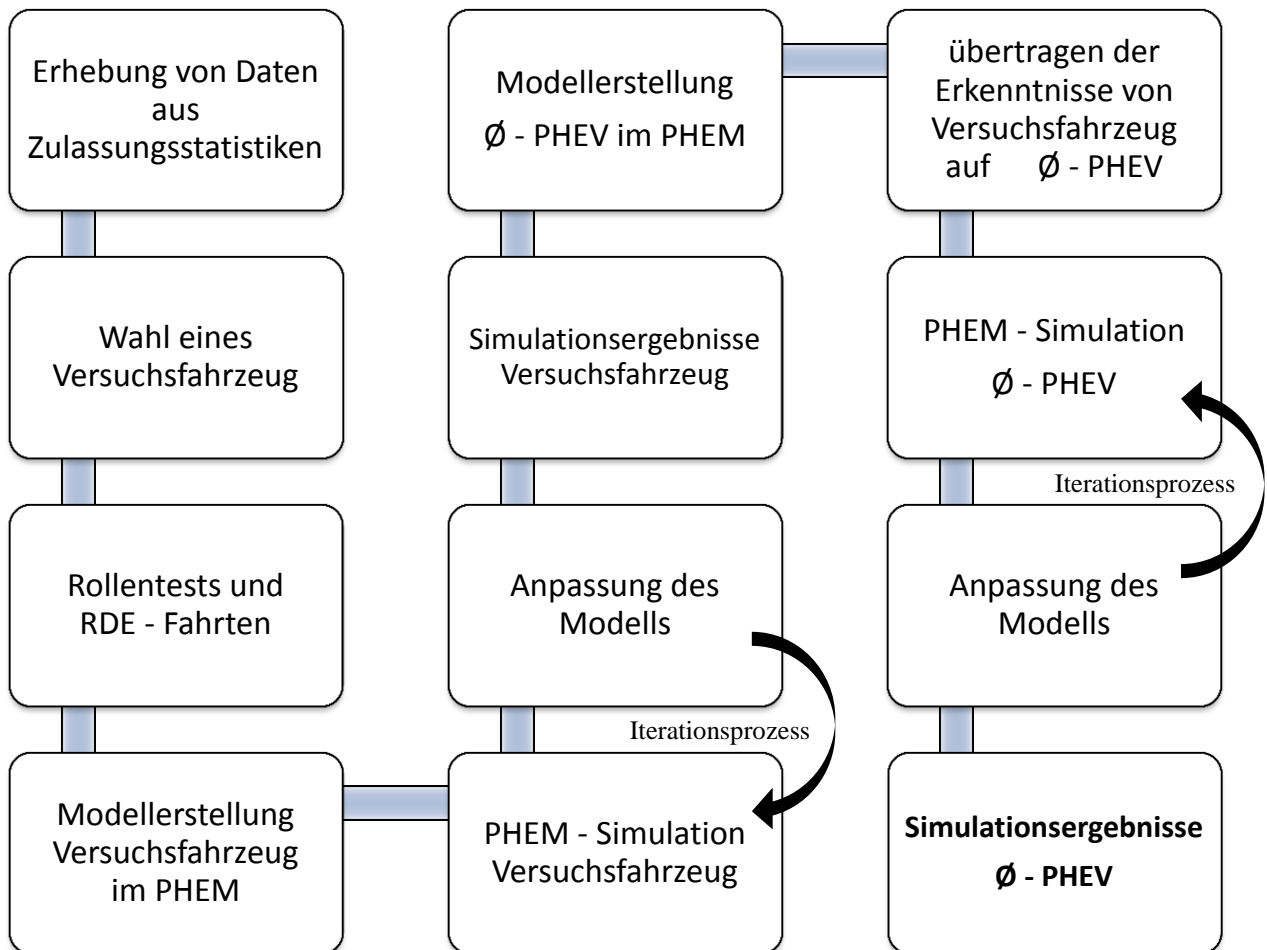 Erhebung von Daten
aus
Zulassungsstatistiken
Wahl eines
Versuchsfahrzeug
Rollentests und
RDE - Fahrten
Modellerstellung
Versuchsfahrzeug
im PHEM
PHEM - Simulation
Versuchsfahrzeug
Iterationsprozess
Anpassung des
Modells
Simulationsergebnisse
Versuchsfahrzeug
Modellerstellung
Ø - PHEV im PHEM
übertragen der
Erkenntnisse von
Versuchsfahrzeug
auf Ø - PHEV
PHEM - Simulation
Ø - PHEV
Iterationsprozess
Anpassung des
Modells
Simulationsergebnisse
Ø - PHEV